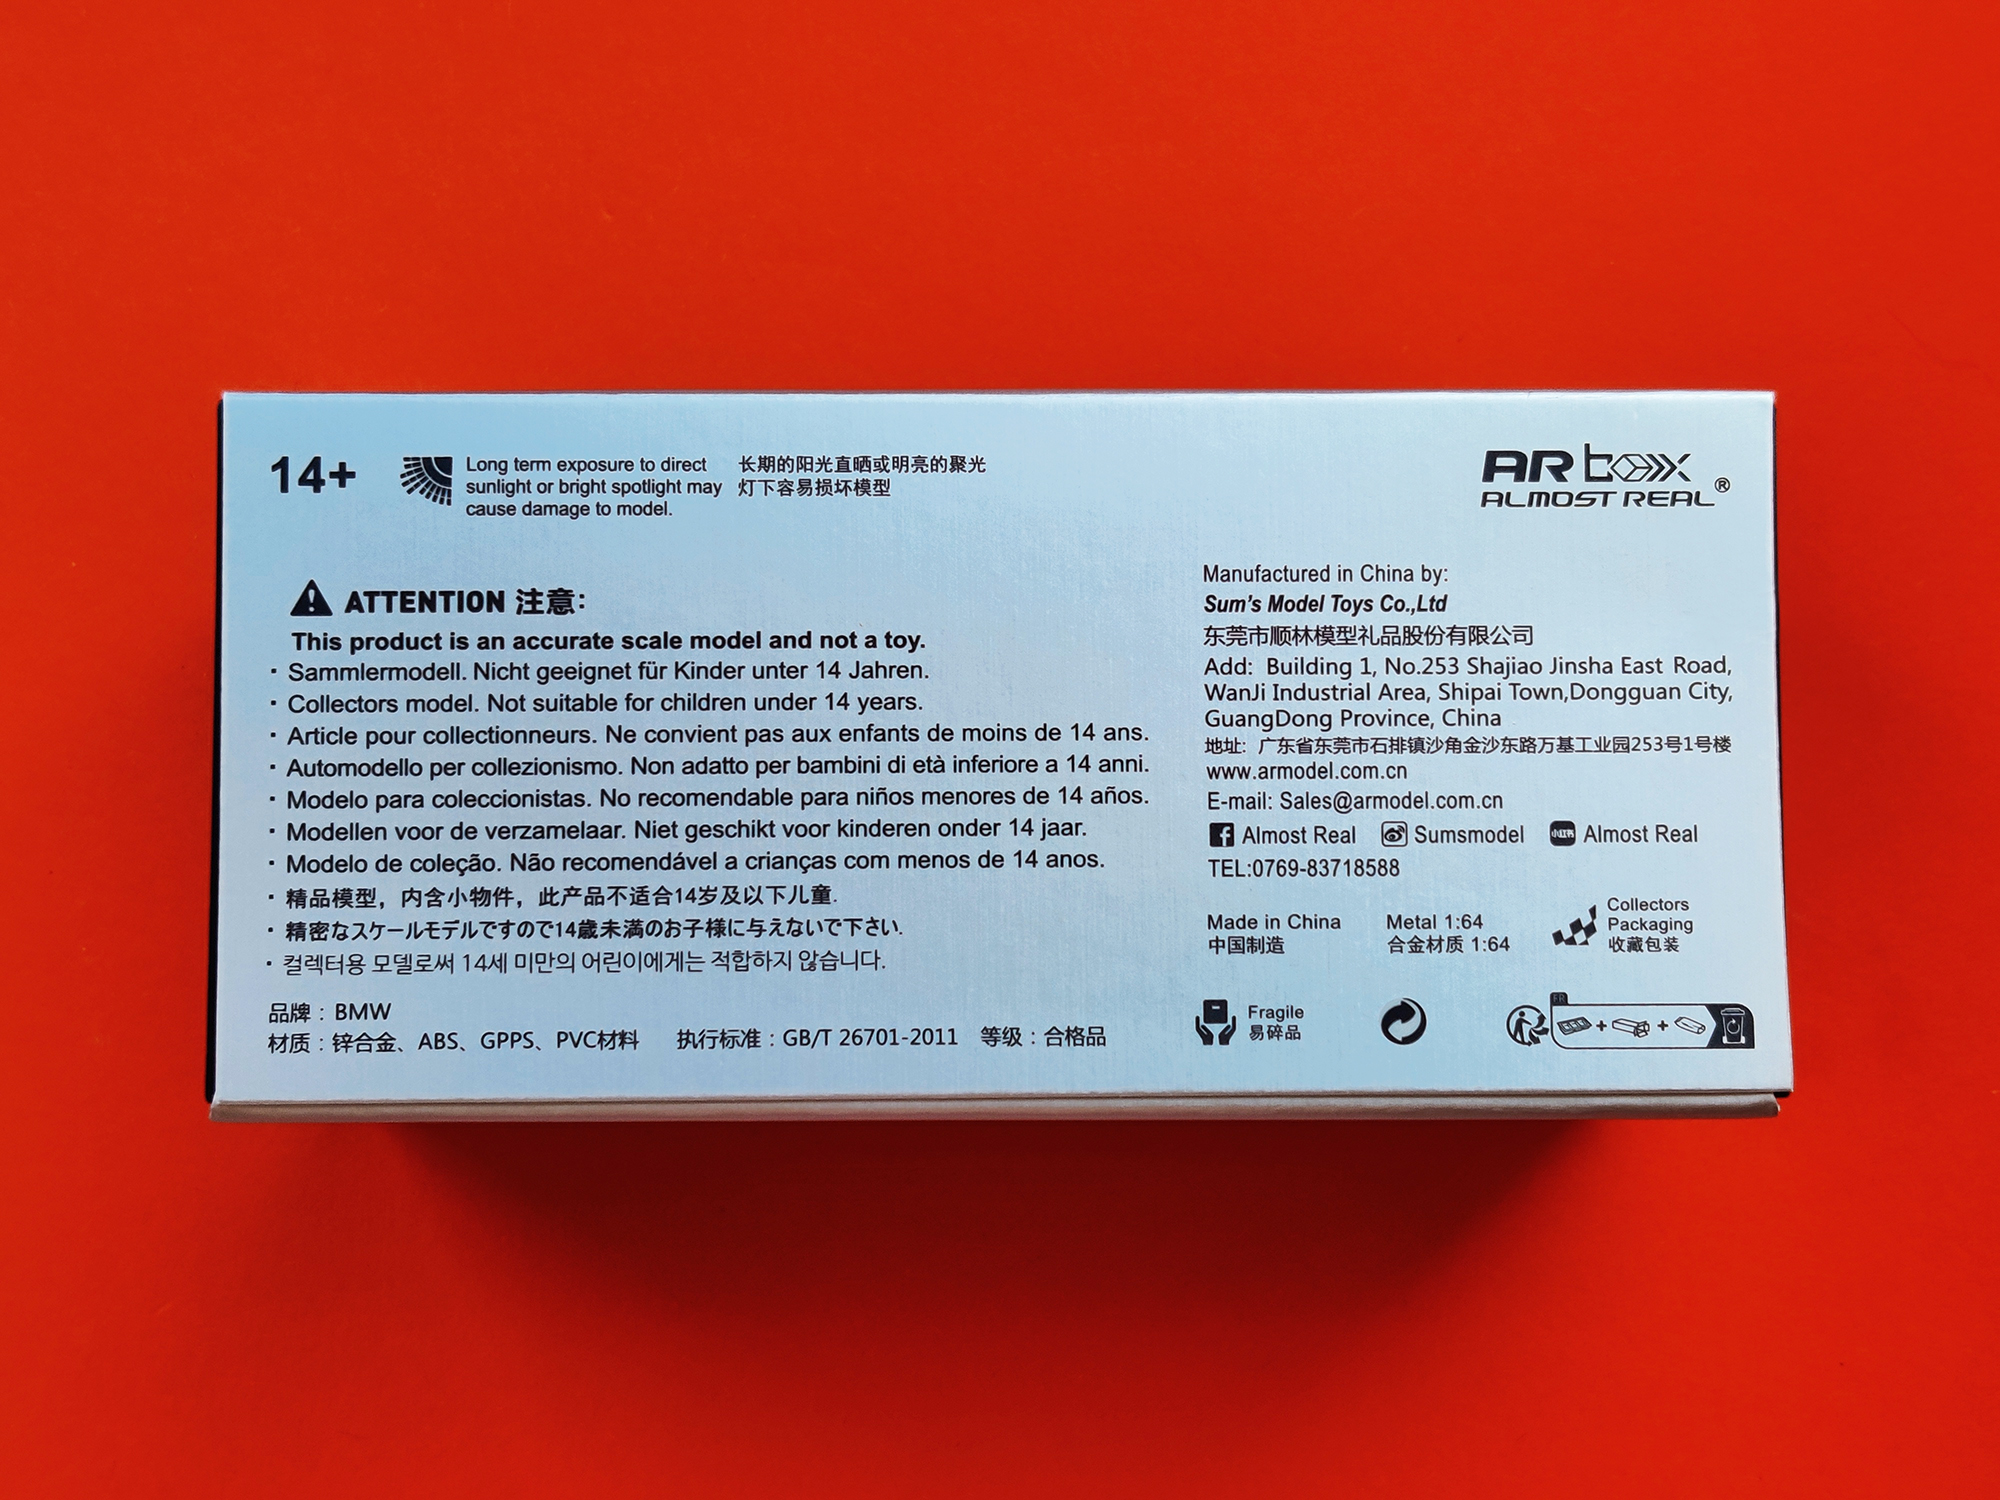 14+
Long term exposure to direct
sunlight or bright spotlight may
cause damage to model.
长期的阳光直晒或明亮的聚光
灯下容易损坏模型
AR box
ALMOST REAL®
ATTENTION 注意:
This product is an accurate scale model and not a toy.
· Sammlermodell. Nicht geeignet für Kinder unter 14 Jahren.
· Collectors model. Not suitable for children under 14 years.
· Article pour collectionneurs. Ne convient pas aux enfants de moins de 14 ans.
· Automodello per collezionismo. Non adatto per bambini di età inferiore a 14 anni.
· Modelo para coleccionistas. No recomendable para niños menores de 14 años.
· Modellen voor de verzamelaar. Niet geschikt voor kinderen onder 14 jaar.
· Modelo de coleção. Não recomendável a crianças com menos de 14 anos.
· 精品模型，内含小物件，此产品不适合14岁及以下儿童.
· 精密なスケールモデルですので14歳未満のお子様に与えないで下さい.
· 컬렉터용 모델로써 14세 미만의 어린이에게는 적합하지 않습니다.
品牌：BMW
材质：锌合金、ABS、GPPS、PVC材料 执行标准：GB/T 26701-2011 等级：合格品
Manufactured in China by:
Sum's Model Toys Co.,Ltd
东莞市顺林模型礼品股份有限公司
Add: Building 1, No.253 Shajiao Jinsha East Road,
WanJi Industrial Area, Shipai Town,Dongguan City,
GuangDong Province, China
地址: 广东省东莞市石排镇沙角金沙东路万基工业园253号1号楼
www.armodel.com.cn
E-mail: Sales@armodel.com.cn
Almost Real Sumsmodel 小红书 Almost Real
TEL:0769-83718588
Made in China
中国制造
Metal 1:64
合金材质 1:64
Collectors
Packaging
收藏包装
Fragile
易碎品
FR